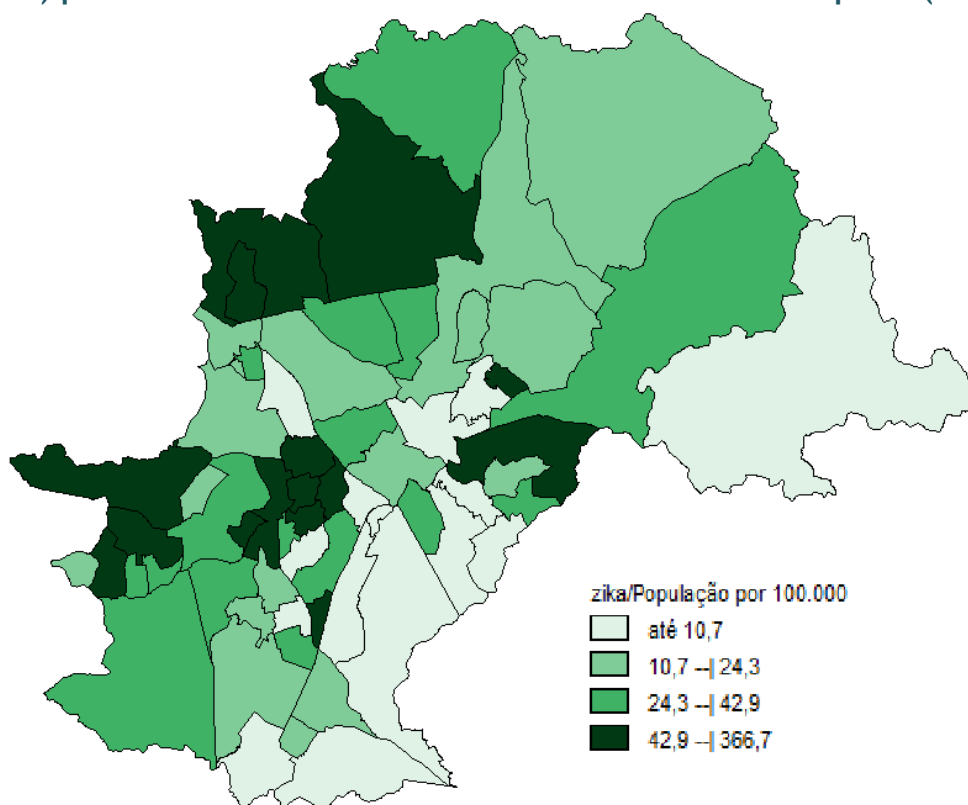 zika/População por 100.000
até 10,7
10,7 --| 24,3
24,3 --| 42,9
42,9 --| 366,7